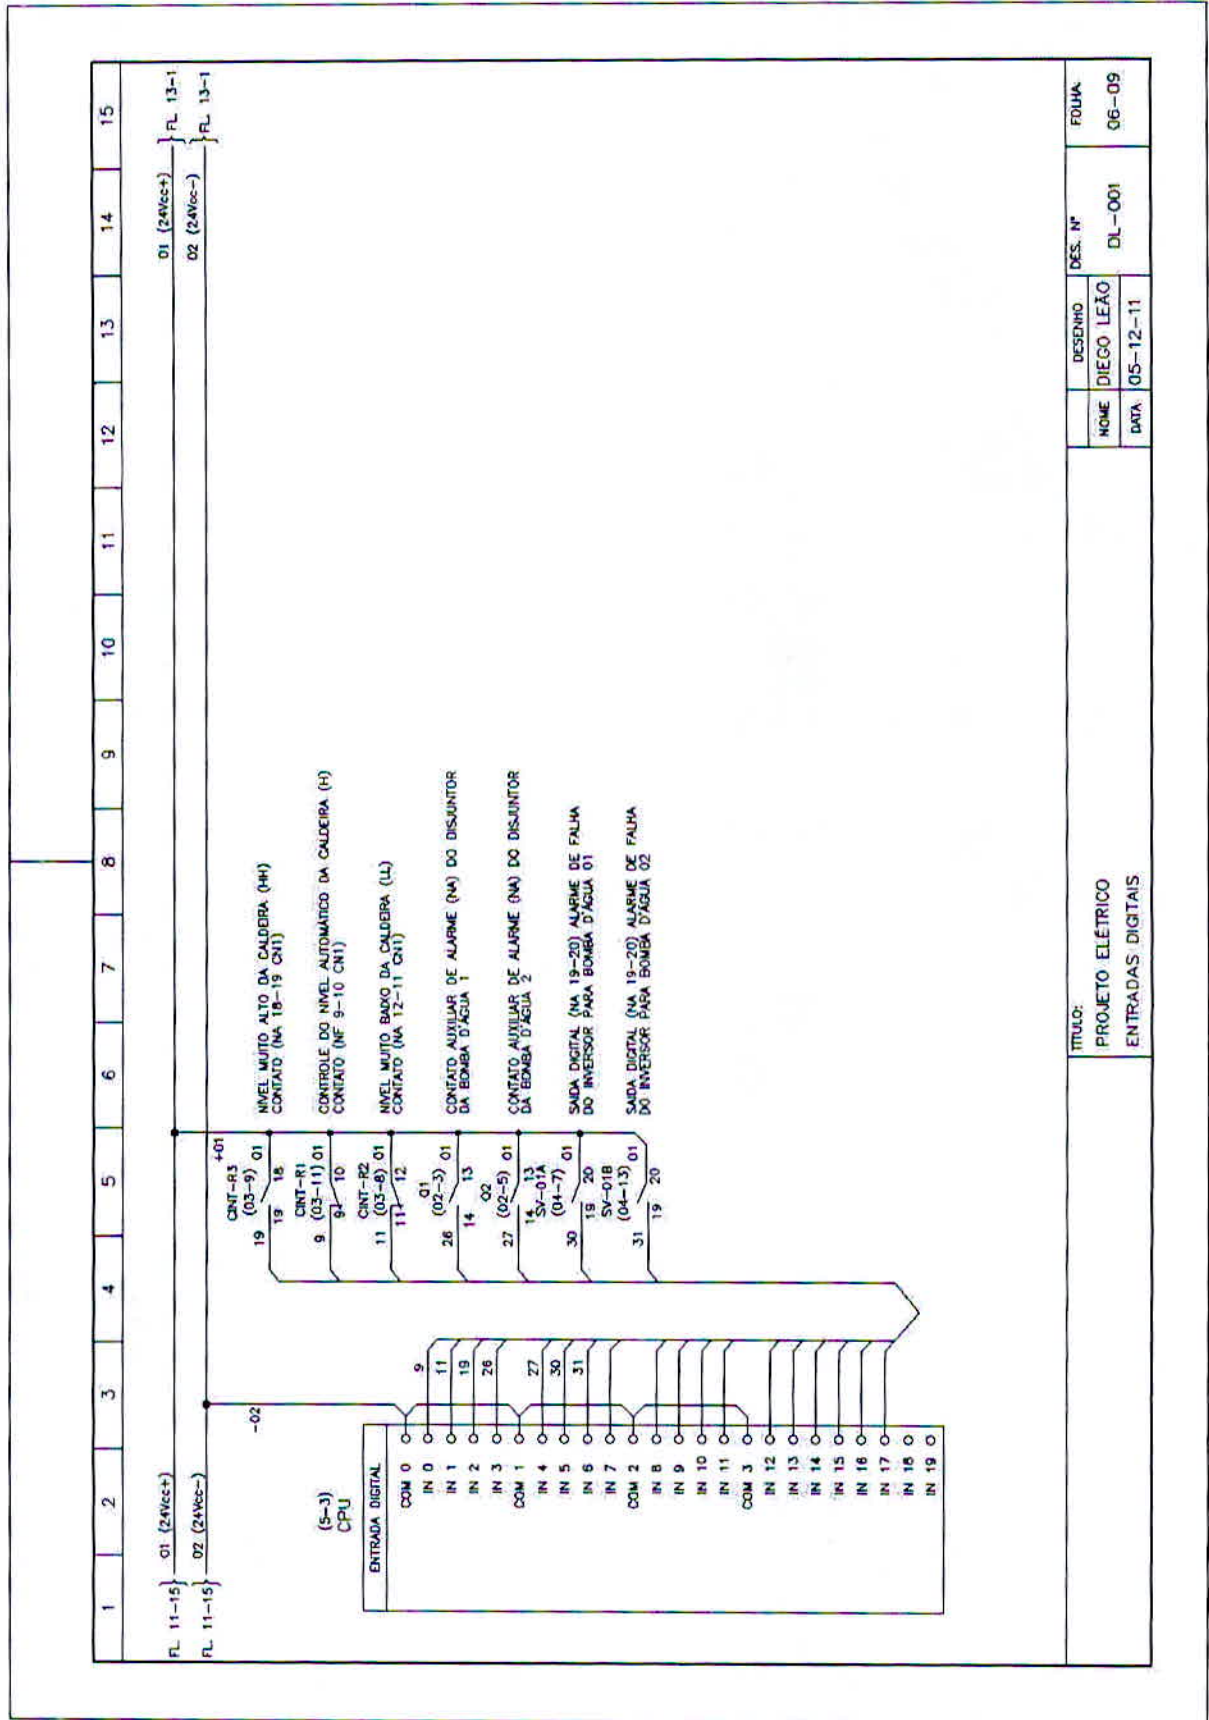 1 2 3 4 5 6 7 8 9 10 11 12 13 14 15
FL 11-15 01 (24Vcc+)
01 (24Vcc+) FL 13-1
FL 11-15 02 (24Vcc-)
02 (24Vcc-) FL 13-1
-02
+01
CINT-R3
(03-9) 01
19 19 18
NIVEL MUITO ALTO DA CALDEIRA (HH)
CONTATO (NA 18-19 CN1)
CINT-R1
(03-11) 01
9 9 10
CONTROLE DO NIVEL AUTOMÁTICO DA CALDEIRA (H)
CONTATO (NF 9-10 CN1)
CINT-R2
(03-8) 01
11 11 12
NIVEL MUITO BAIXO DA CALDEIRA (LL)
CONTATO (NA 12-11 CN1)
Q1
(02-3) 01
26 14 13
CONTATO AUXILIAR DE ALARME (NA) DO DISJUNTOR
DA BOMBA D'ÁGUA 1
Q2
(02-5) 01
27 14 13
CONTATO AUXILIAR DE ALARME (NA) DO DISJUNTOR
DA BOMBA D'ÁGUA 2
SV-01A
(04-7) 01
30 19 20
SAIDA DIGITAL (NA 19-20) ALARME DE FALHA
DO INVERSOR PARA BOMBA D'ÁGUA 01
SV-01B
(04-13) 01
31 19 20
SAIDA DIGITAL (NA 19-20) ALARME DE FALHA
DO INVERSOR PARA BOMBA D'ÁGUA 02
(5-3)
CPU
ENTRADA DIGITAL
COM 0
IN 0 9
IN 1 11
IN 2 19
IN 3 26
COM 1
IN 4 27
IN 5 30
IN 6 31
IN 7
COM 2
IN 8
IN 9
IN 10
IN 11
COM 3
IN 12
IN 13
IN 14
IN 15
IN 16
IN 17
IN 18
IN 19
TITULO:
PROJETO ELÉTRICO
ENTRADAS DIGITAIS
DESENHO
NOME DIEGO LEÃO
DATA 05-12-11
DES. Nº
DL-001
FOLHA:
06-09